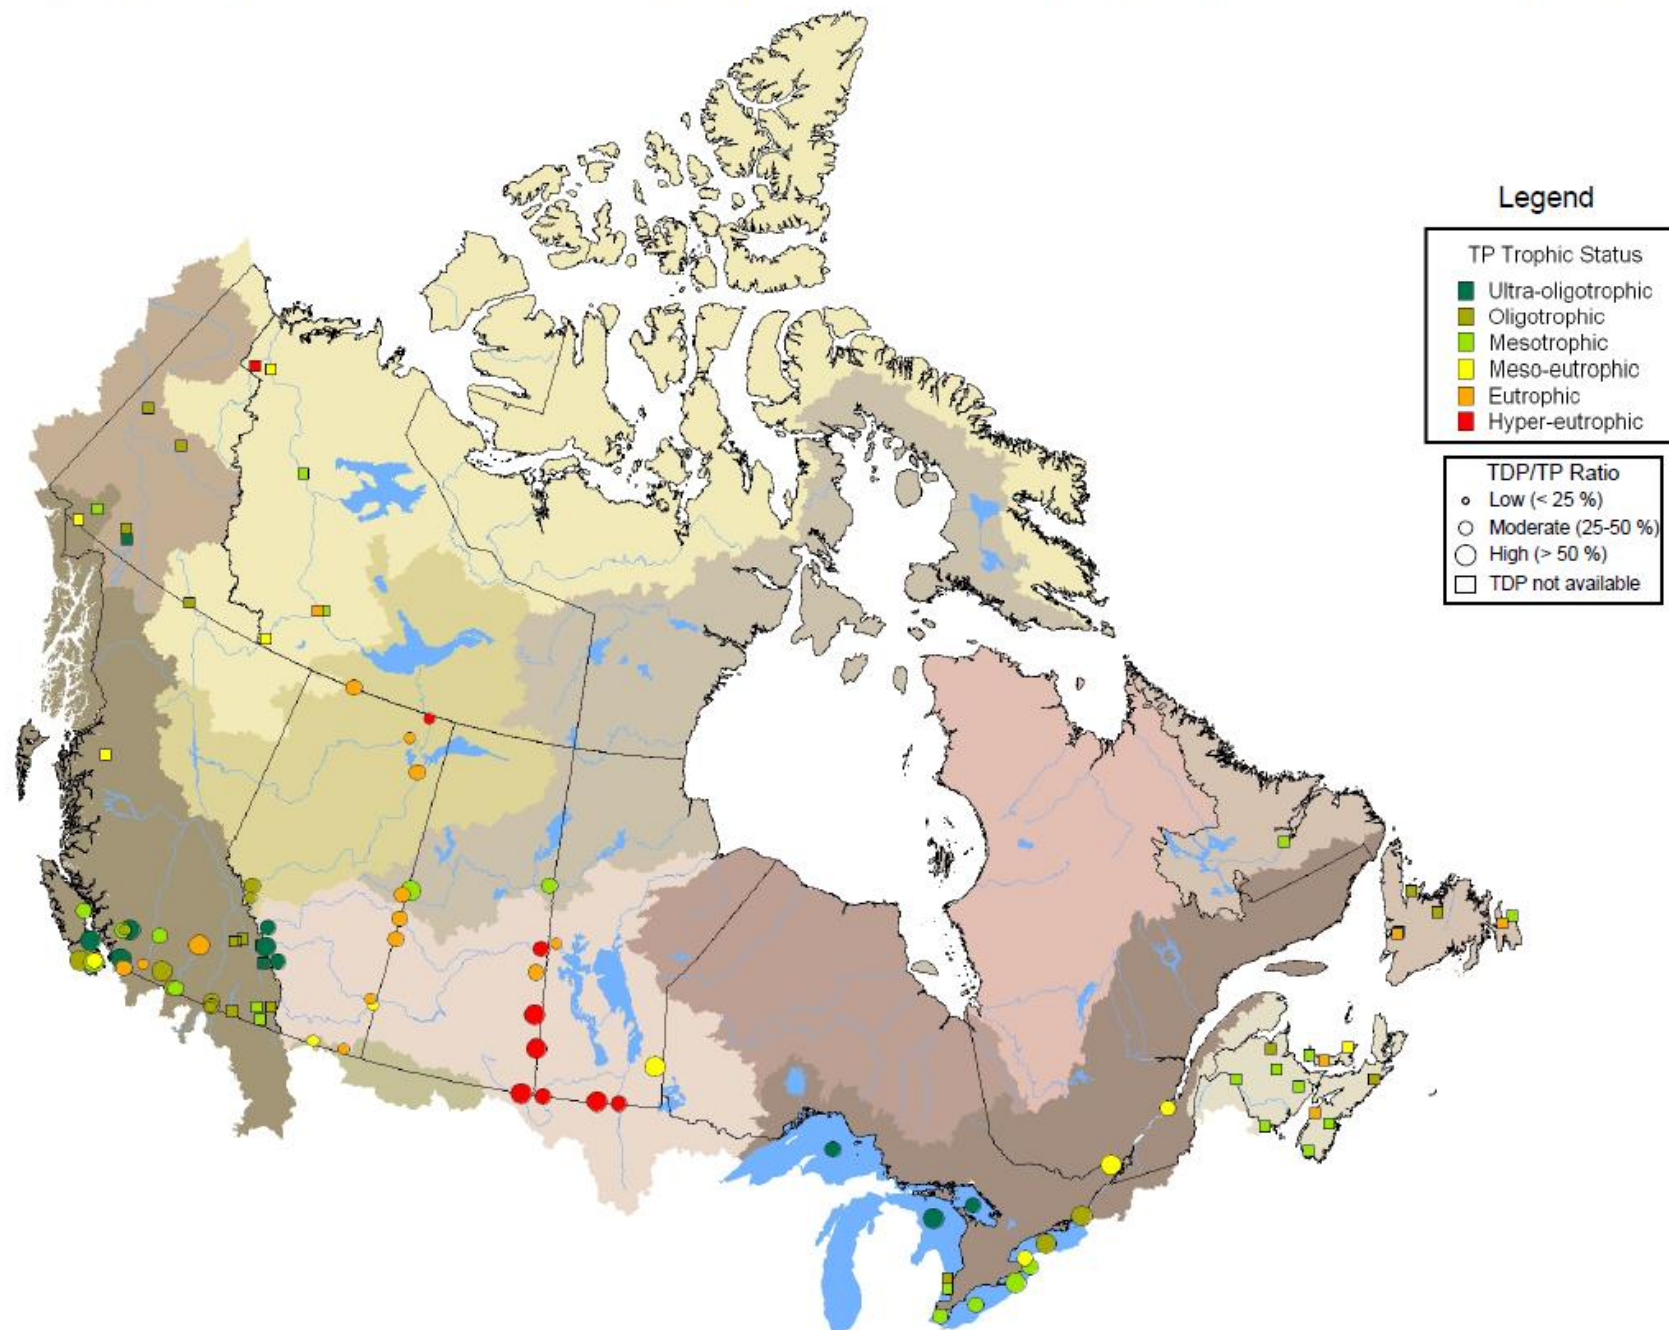 Legend
TP Trophic Status
Ultra-oligotrophic
Oligotrophic
Mesotrophic
Meso-eutrophic
Eutrophic
Hyper-eutrophic
TDP/TP Ratio
Low (< 25 %)
Moderate (25-50 %)
High (> 50 %)
TDP not available